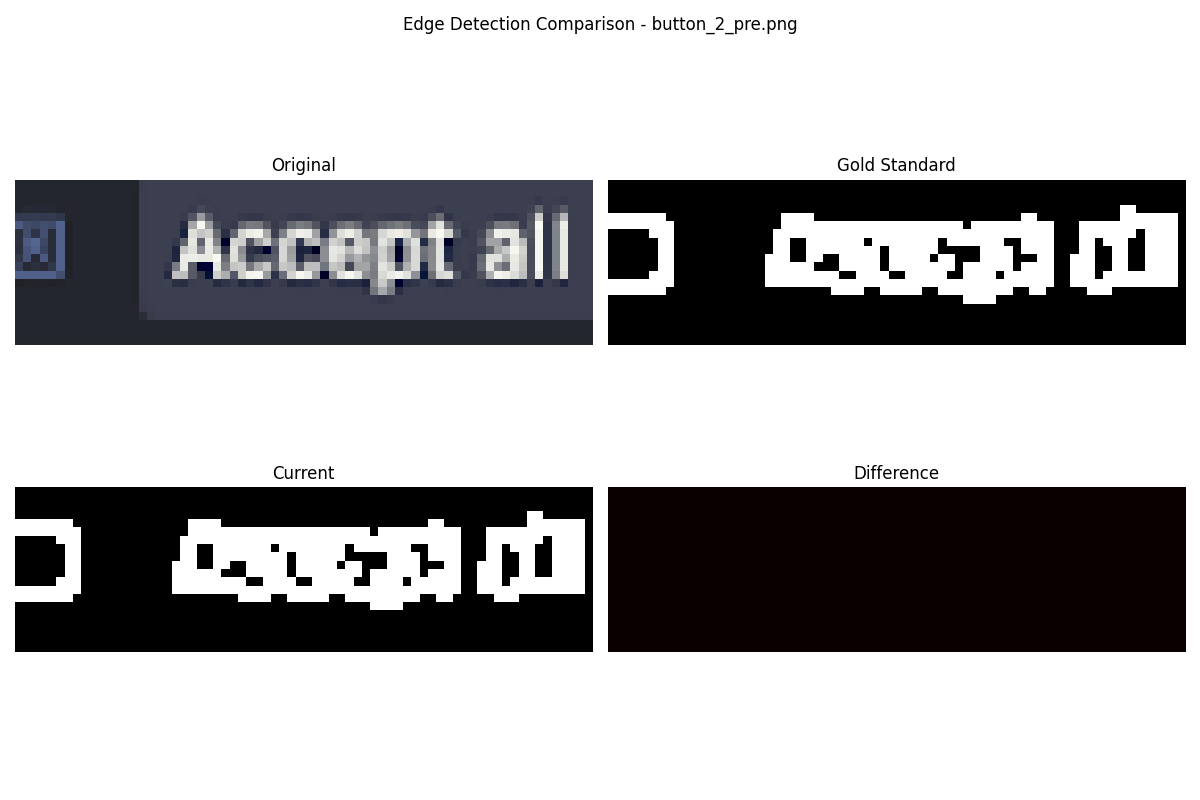 Edge Detection Comparison - button_2_pre.png
Original
Gold Standard
Accept all
Current
Difference